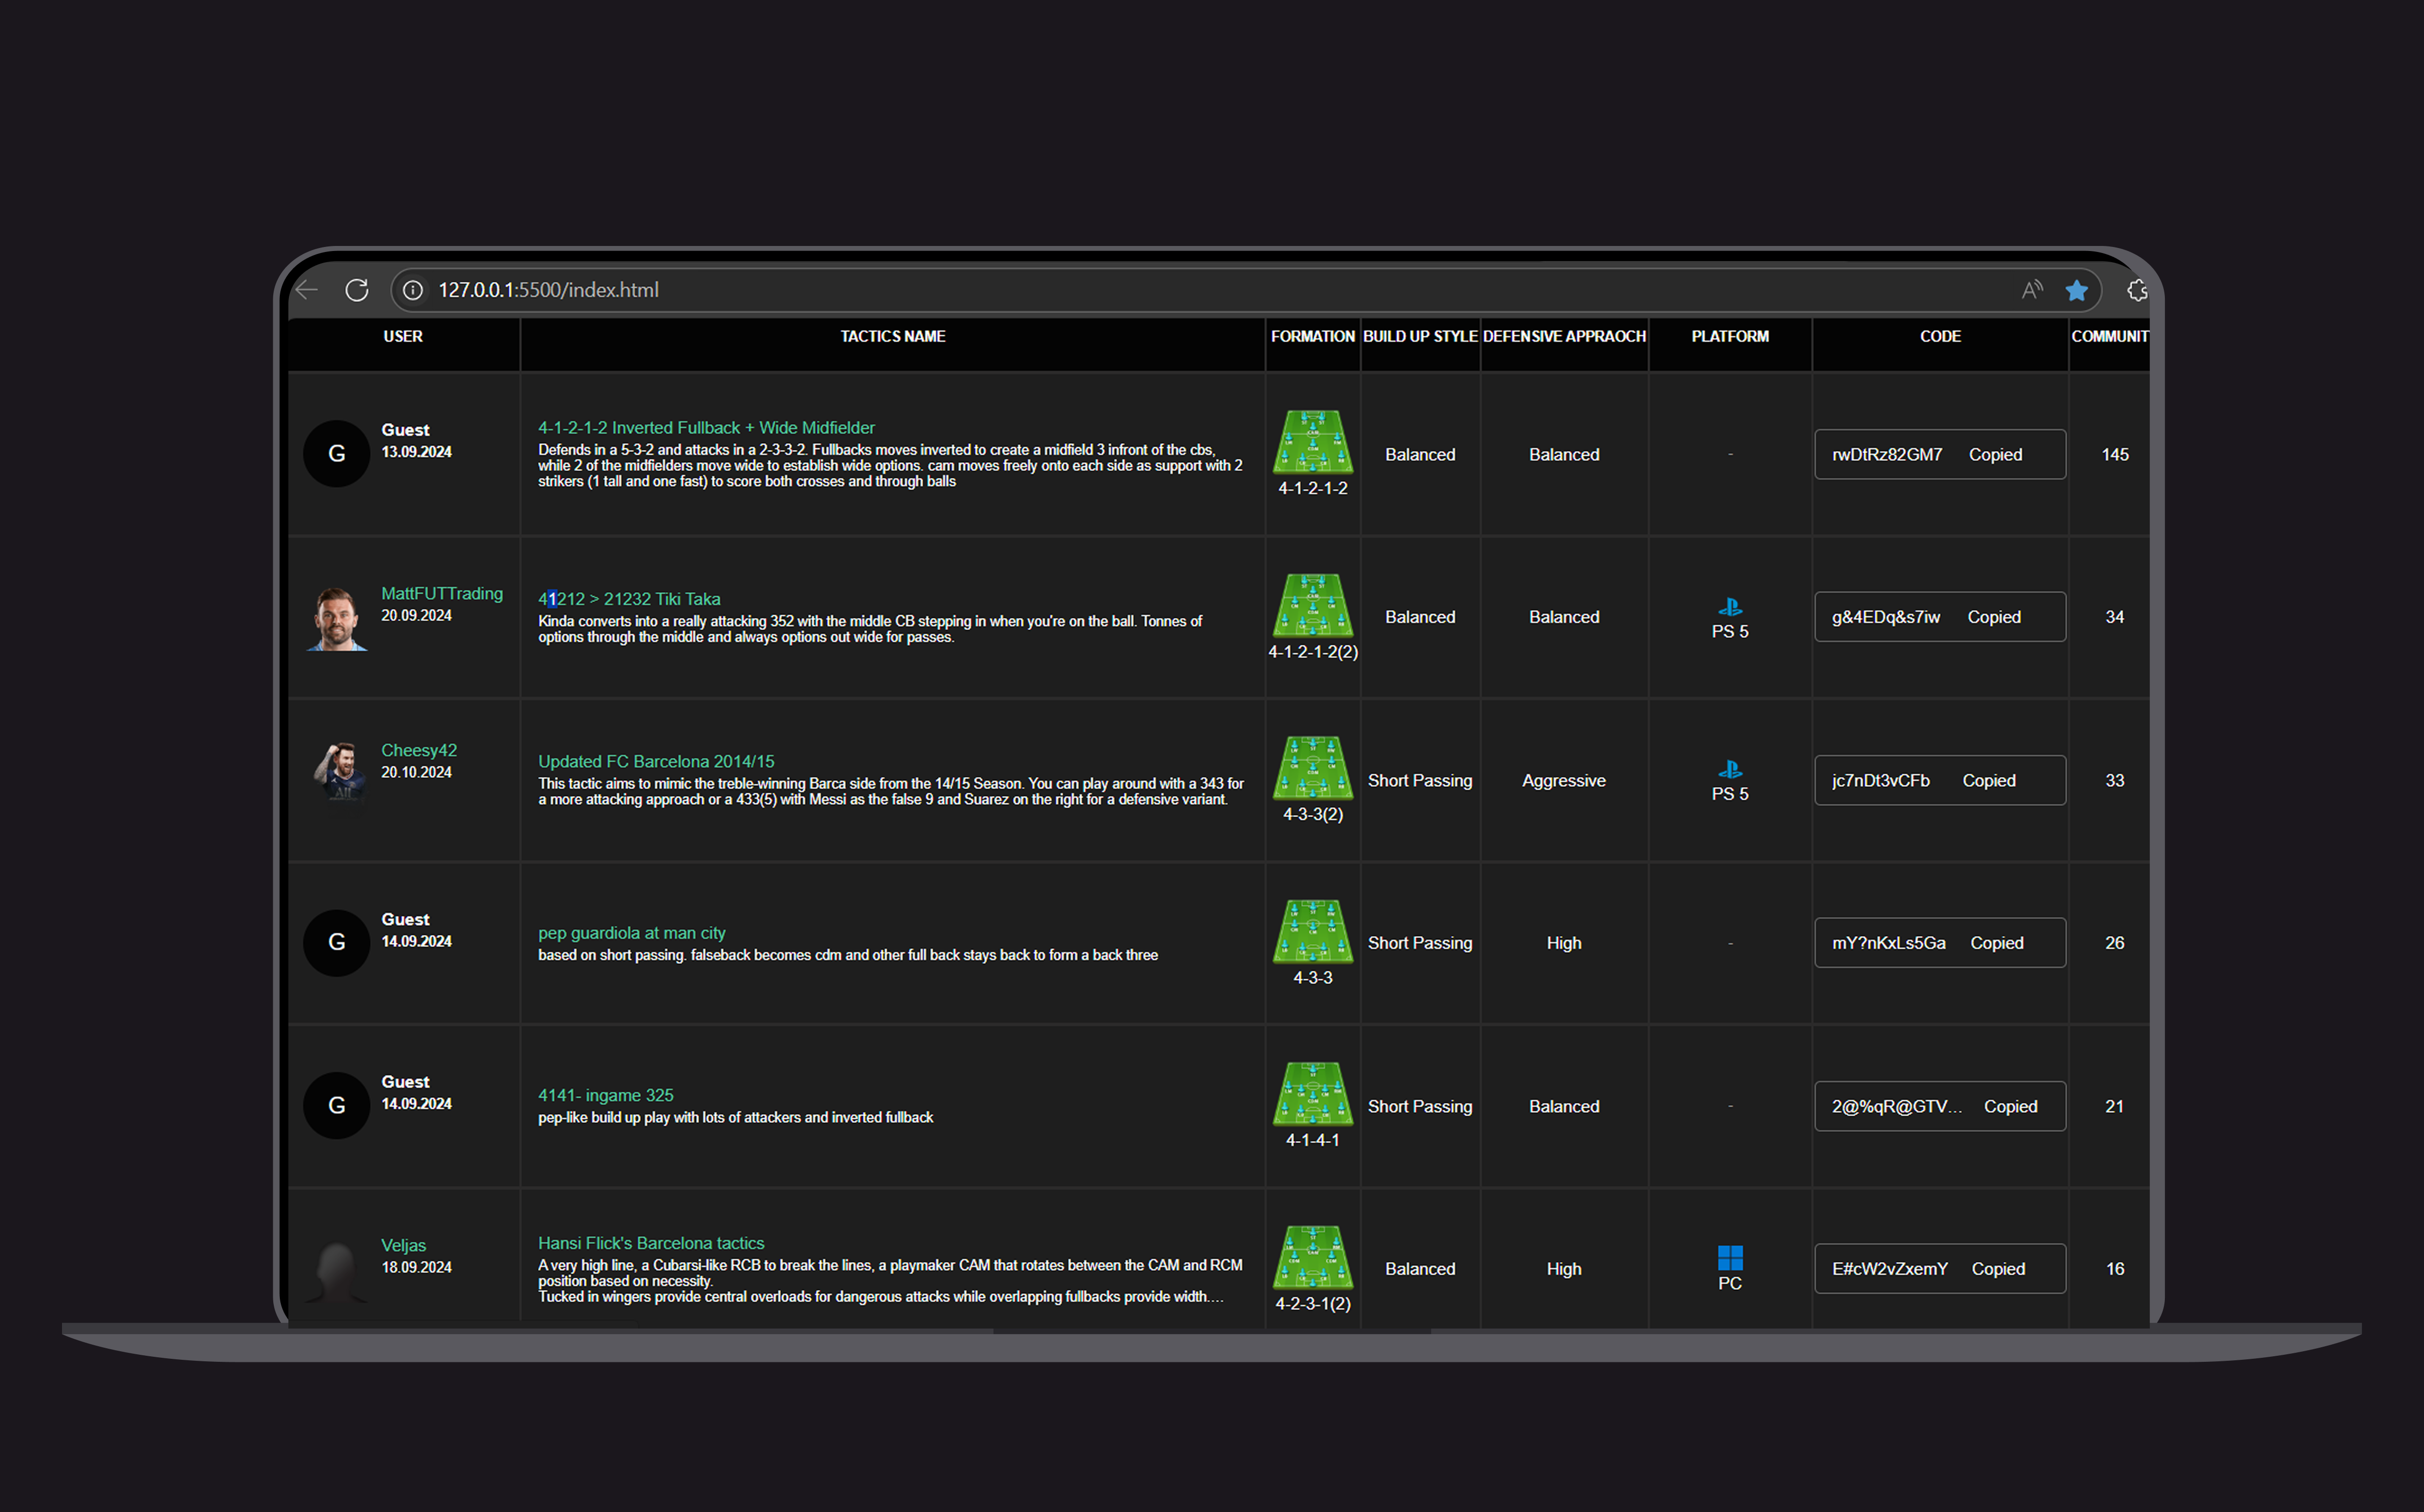 127.0.0.1:5500/index.html
USER TACTICS NAME FORMATION BUILD UP STYLE DEFENSIVE APPRAOCH PLATFORM CODE COMMUNIT
G
Guest
13.09.2024
4-1-2-1-2 Inverted Fullback + Wide Midfielder
Defends in a 5-3-2 and attacks in a 2-3-3-2. Fullbacks moves inverted to create a midfield 3 infront of the cbs,
while 2 of the midfielders move wide to establish wide options. cam moves freely onto each side as support with 2
strikers (1 tall and one fast) to score both crosses and through balls
4-1-2-1-2
Balanced
Balanced
-
rwDtRz82GM7 Copied
145
MattFUTTrading
20.09.2024
41212 > 21232 Tiki Taka
Kinda converts into a really attacking 352 with the middle CB stepping in when you're on the ball. Tonnes of
options through the middle and always options out wide for passes.
4-1-2-1-2(2)
Balanced
Balanced
PS 5
g&4EDq&s7iw Copied
34
Cheesy42
20.10.2024
Updated FC Barcelona 2014/15
This tactic aims to mimic the treble-winning Barca side from the 14/15 Season. You can play around with a 343 for
a more attacking approach or a 433(5) with Messi as the false 9 and Suarez on the right for a defensive variant.
4-3-3(2)
Short Passing
Aggressive
PS 5
jc7nDt3vCFb Copied
33
G
Guest
14.09.2024
pep guardiola at man city
based on short passing. falseback becomes cdm and other full back stays back to form a back three
4-3-3
Short Passing
High
-
mY?nKxLs5Ga Copied
26
G
Guest
14.09.2024
4141- ingame 325
pep-like build up play with lots of attackers and inverted fullback
4-1-4-1
Short Passing
Balanced
-
2@%qR@GTV... Copied
21
Veljas
18.09.2024
Hansi Flick's Barcelona tactics
A very high line, a Cubarsi-like RCB to break the lines, a playmaker CAM that rotates between the CAM and RCM
position based on necessity.
Tucked in wingers provide central overloads for dangerous attacks while overlapping fullbacks provide width....
4-2-3-1(2)
Balanced
High
PC
E#cW2vZxemY Copied
16